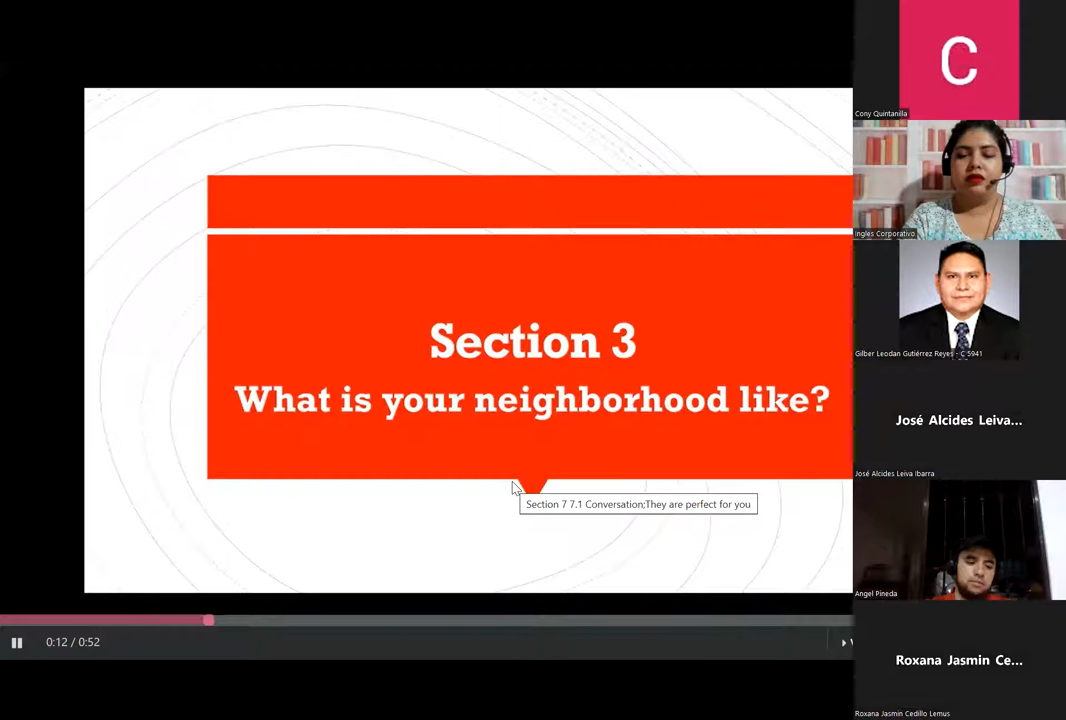 Section 3
What is your neighborhood like?
Section 7 7.1 Conversation;They are perfect for you
0:12 / 0:52
C
Cony Quintanilla
Ingles Corporativo
Gilber Leodan Gutiérrez Reyes - C 5941
José Alcides Leiva...
José Alcides Leiva Ibarra
Angel Pineda
Roxana Jasmin Ce...
Roxana Jasmin Cedillo Lemus